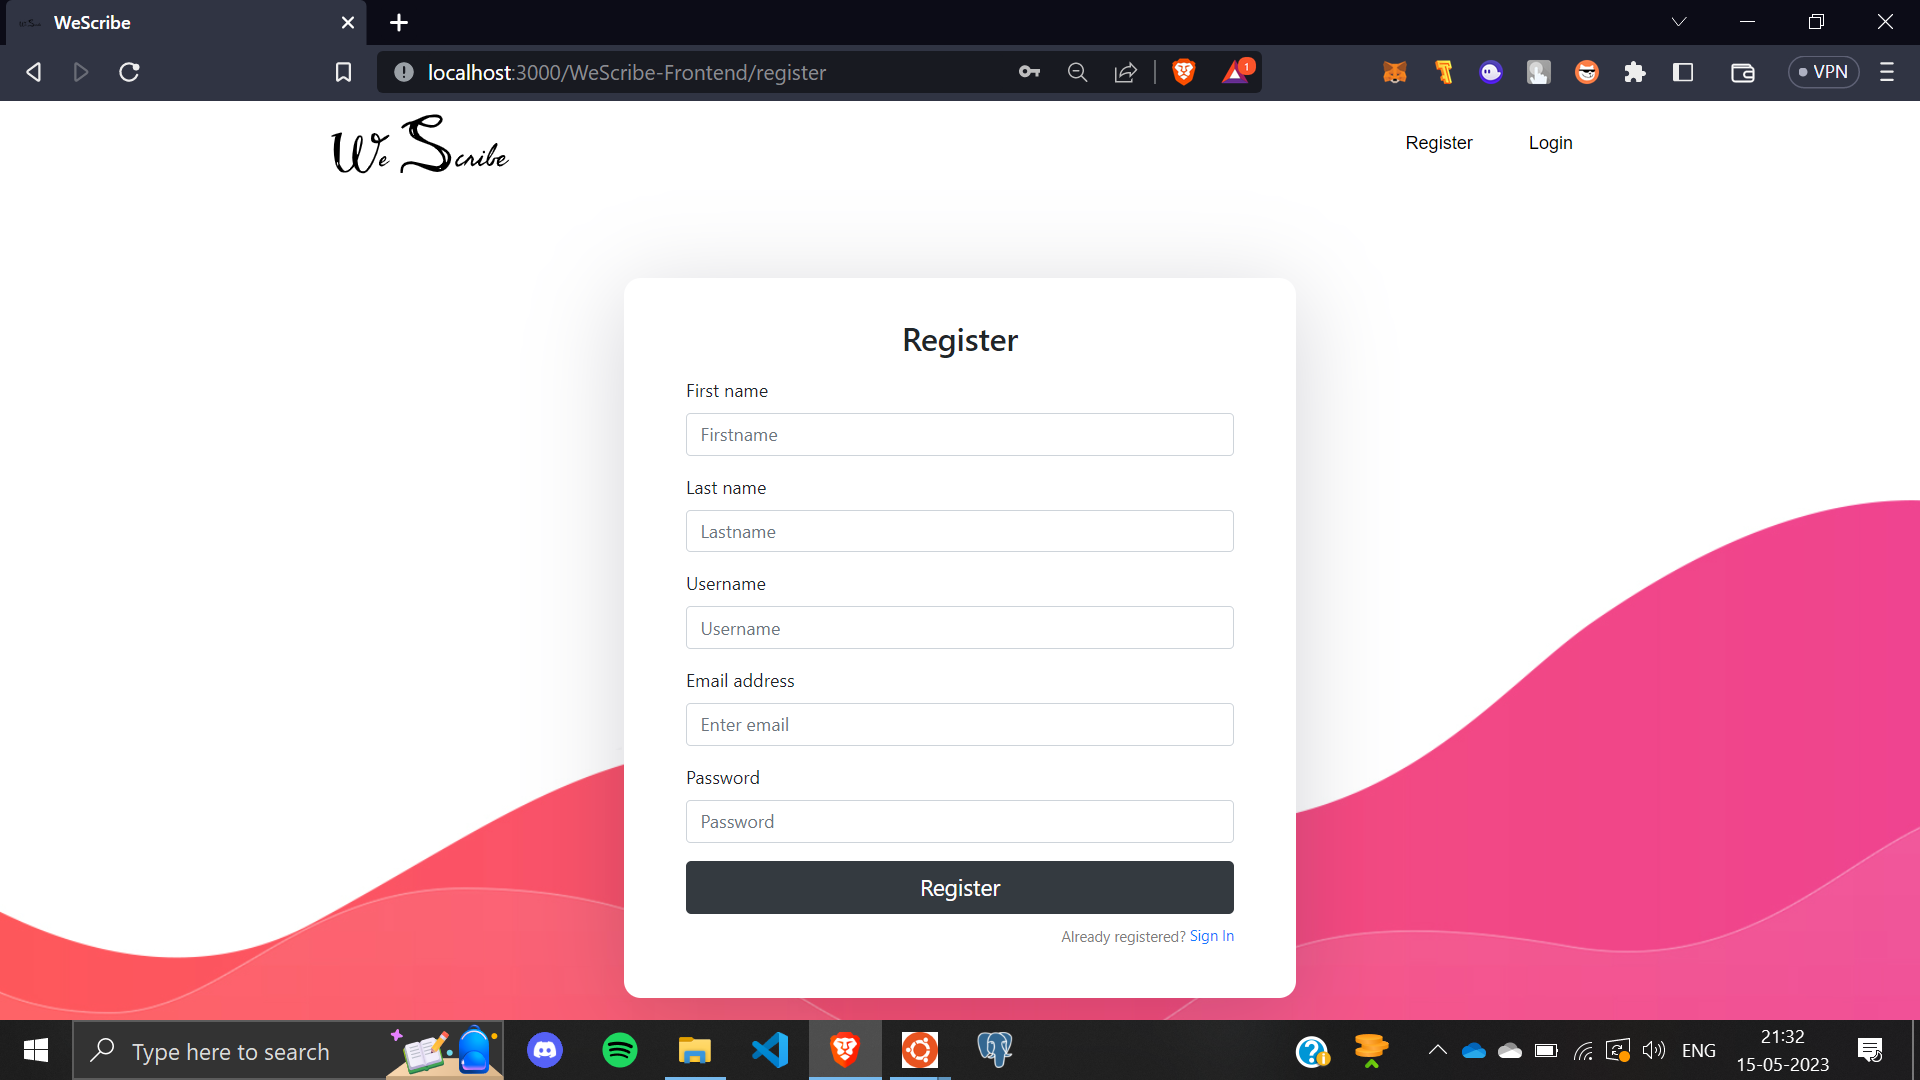 WeScribe
localhost:3000/WeScribe-Frontend/register
1
VPN
We Scribe
Register
Login
Register
First name
Firstname
Last name
Lastname
Username
Username
Email address
Enter email
Password
Password
Register
Already registered? Sign In
Type here to search
ENG
21:32
15-05-2023